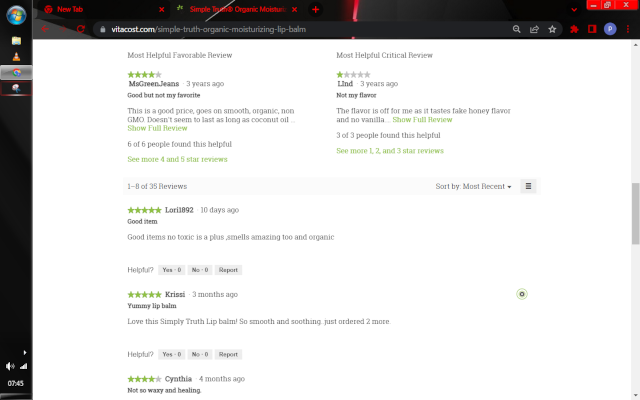 New Tab
Simple Truth® Organic Moisturi
vitacost.com/simple-truth-organic-moisturizing-lip-balm
P
Most Helpful Favorable Review
MsGreenJeans · 3 years ago
Good but not my favorite
This is a good price, goes on smooth, organic, non
GMO. Doesn't seem to last as long as coconut oil ...
Show Full Review
6 of 6 people found this helpful
See more 4 and 5 star reviews
Most Helpful Critical Review
LInd · 3 years ago
Not my flavor
The flavor is off for me as it tastes fake honey flavor
and no vanilla ... Show Full Review
3 of 3 people found this helpful
See more 1, 2, and 3 star reviews
1–8 of 35 Reviews
Sort by: Most Recent
Lori1892 · 10 days ago
Good item
Good items no toxic is a plus ,smells amazing too and organic
Helpful? Yes · 0 No · 0 Report
Krissi · 3 months ago
Yummy lip balm
Love this Simply Truth Lip balm! So smooth and soothing. just ordered 2 more.
Helpful? Yes · 0 No · 0 Report
Cynthia · 4 months ago
Not so waxy and healing.
07:45